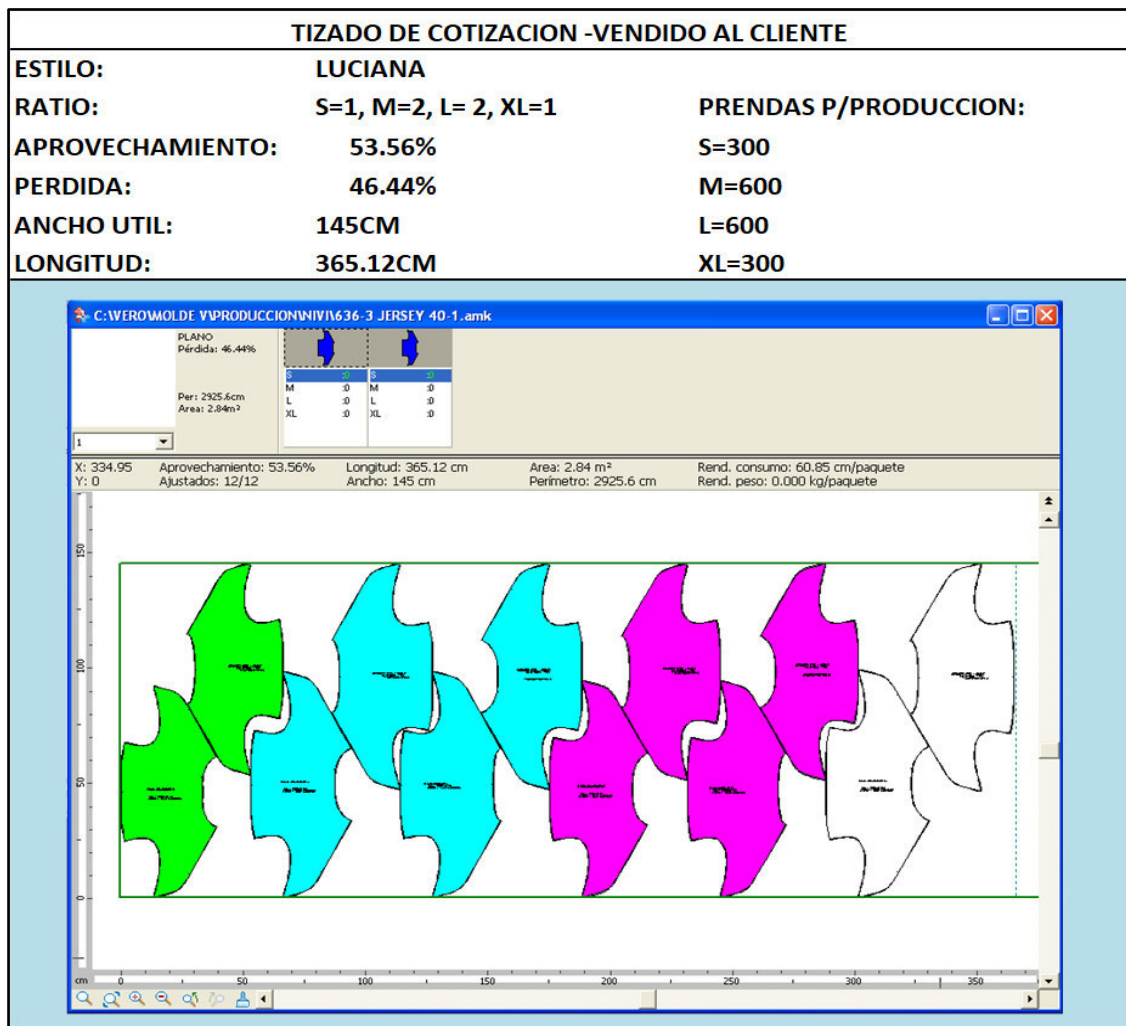 TIZADO DE COTIZACION -VENDIDO AL CLIENTE
ESTILO: LUCIANA
RATIO: S=1, M=2, L= 2, XL=1 PRENDAS P/PRODUCCION:
APROVECHAMIENTO: 53.56% S=300
PERDIDA: 46.44% M=600
ANCHO UTIL: 145CM L=600
LONGITUD: 365.12CM XL=300
C:\VERO\MOLDE V\PRODUCCION\NIVI\636-3 JERSEY 40-1.amk
PLANO
Pérdida: 46.44%
Per: 2925.6cm
Area: 2.84m²
S :0 S :0
M :0 M :0
L :0 L :0
XL :0 XL :0
1
X: 334.95 Aprovechamiento: 53.56% Longitud: 365.12 cm Area: 2.84 m² Rend. consumo: 60.85 cm/paquete
Y: 0 Ajustados: 12/12 Ancho: 145 cm Perímetro: 2925.6 cm Rend. peso: 0.000 kg/paquete
150
100
50
0
cm 0 50 100 150 200 250 300 350